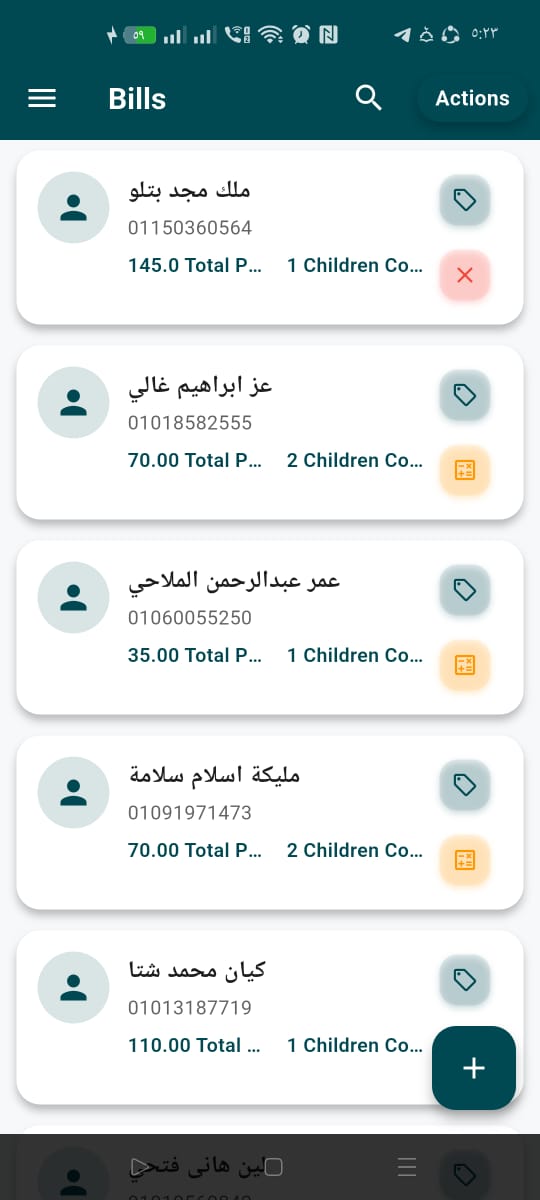 ٥٩ ٥:٢٣
Bills Actions
ملك مجد بتلو
01150360564
145.0 Total P... 1 Children Co...
عز ابراهيم غالي
01018582555
70.00 Total P... 2 Children Co...
عمر عبدالرحمن الملاحي
01060055250
35.00 Total P... 1 Children Co...
مليكة اسلام سلامة
01091971473
70.00 Total P... 2 Children Co...
كيان محمد شتا
01013187719
110.00 Total ... 1 Children Co...
لين هانى فتحي